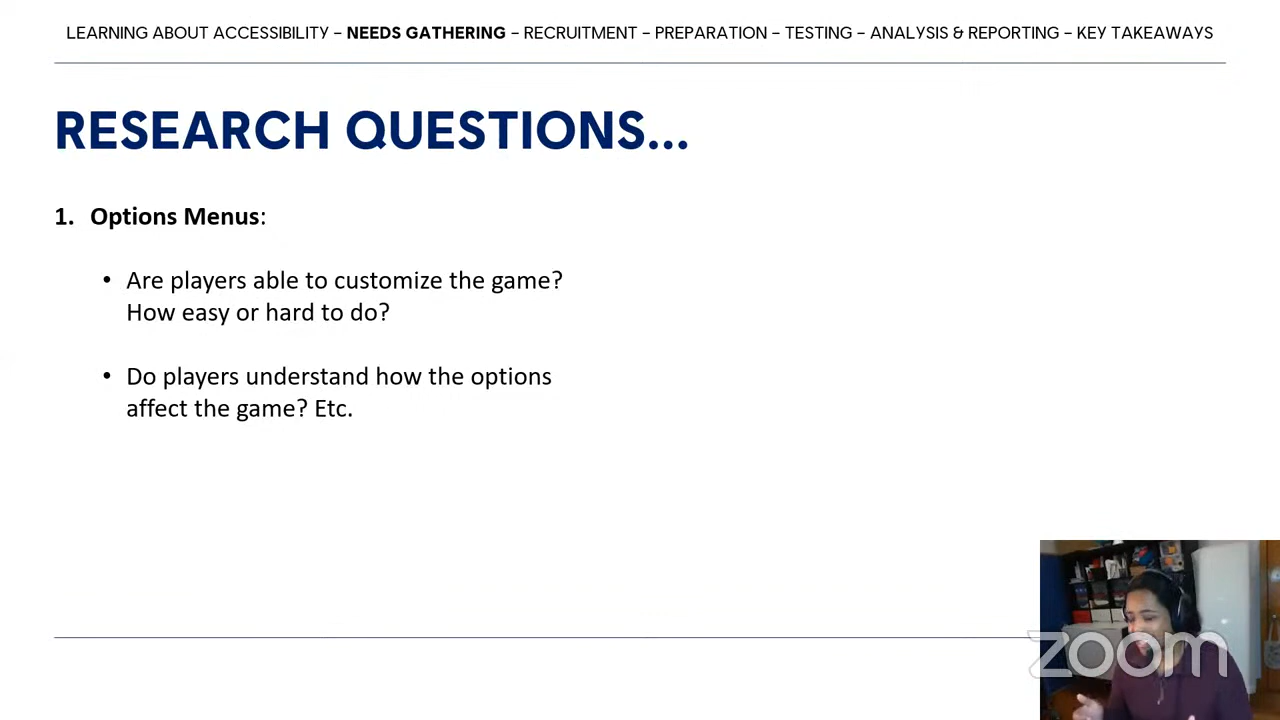 LEARNING ABOUT ACCESSIBILITY – NEEDS GATHERING – RECRUITMENT – PREPARATION – TESTING – ANALYSIS & REPORTING – KEY TAKEAWAYS
RESEARCH QUESTIONS...
1. Options Menus:
• Are players able to customize the game?
How easy or hard to do?
• Do players understand how the options
affect the game? Etc.
zoom